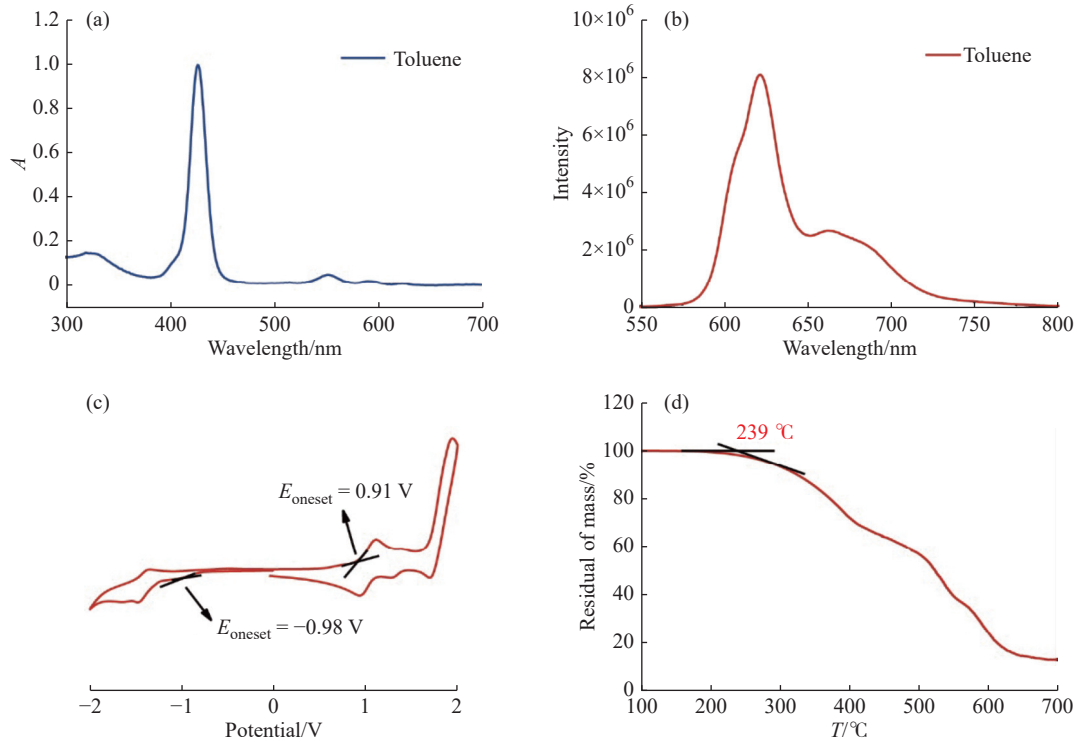 (a)
Toluene
1.2
1.0
0.8
0.6
0.4
0.2
0
A
300
400
500
600
700
Wavelength/nm
(b)
Toluene
10×10⁶
8×10⁶
6×10⁶
4×10⁶
2×10⁶
0
Intensity
550
600
650
700
750
800
Wavelength/nm
(c)
Eoneset = 0.91 V
Eoneset = −0.98 V
−2
−1
0
1
2
Potential/V
(d)
239 ℃
120
100
80
60
40
20
0
Residual of mass/%
100
200
300
400
500
600
700
T/℃